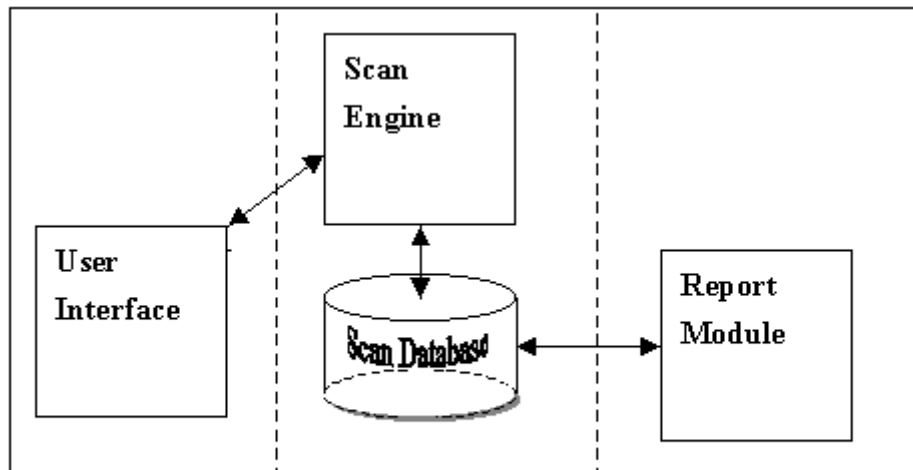 Scan
Engine
User
Interface
Scan Database
Report
Module